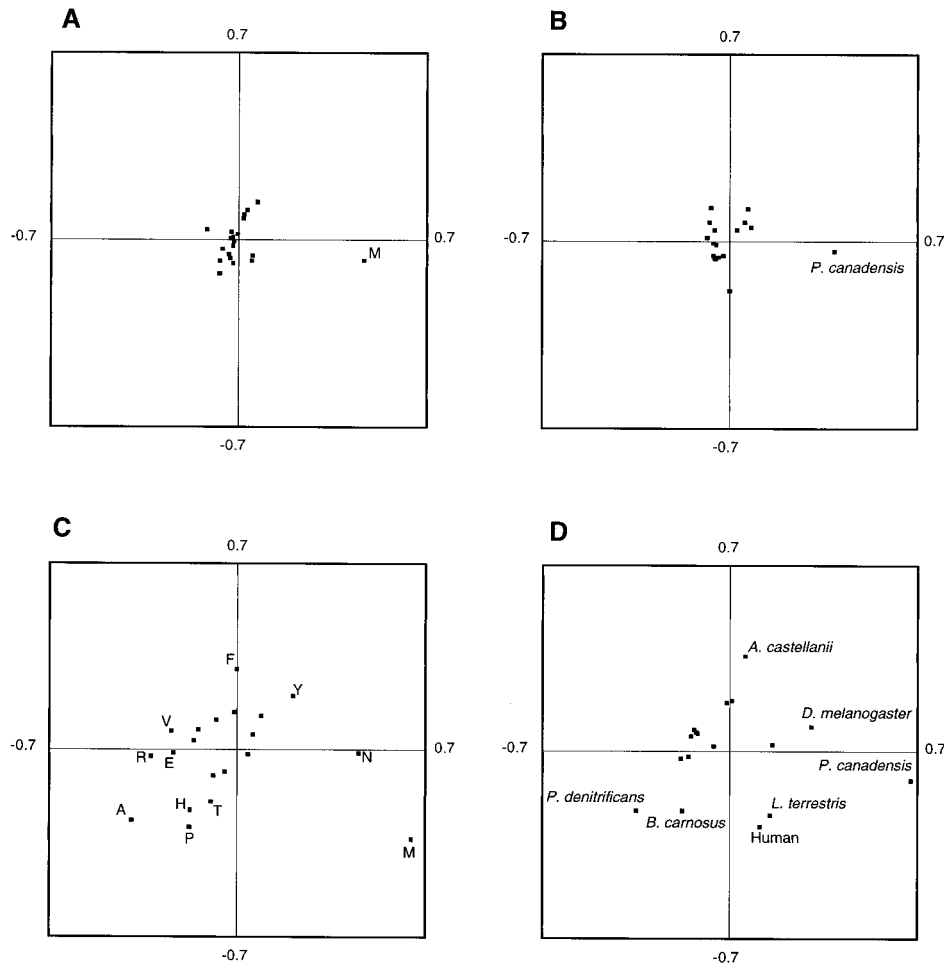 A
B
0.7
0.7
-0.7
0.7
M
-0.7
0.7
P. canadensis
-0.7
-0.7
C
D
0.7
0.7
F
Y
V
-0.7
0.7
R
E
N
A
H
T
P
M
-0.7
A. castellanii
D. melanogaster
-0.7
0.7
P. canadensis
P. denitrificans
B. carnosus
L. terrestris
Human
-0.7